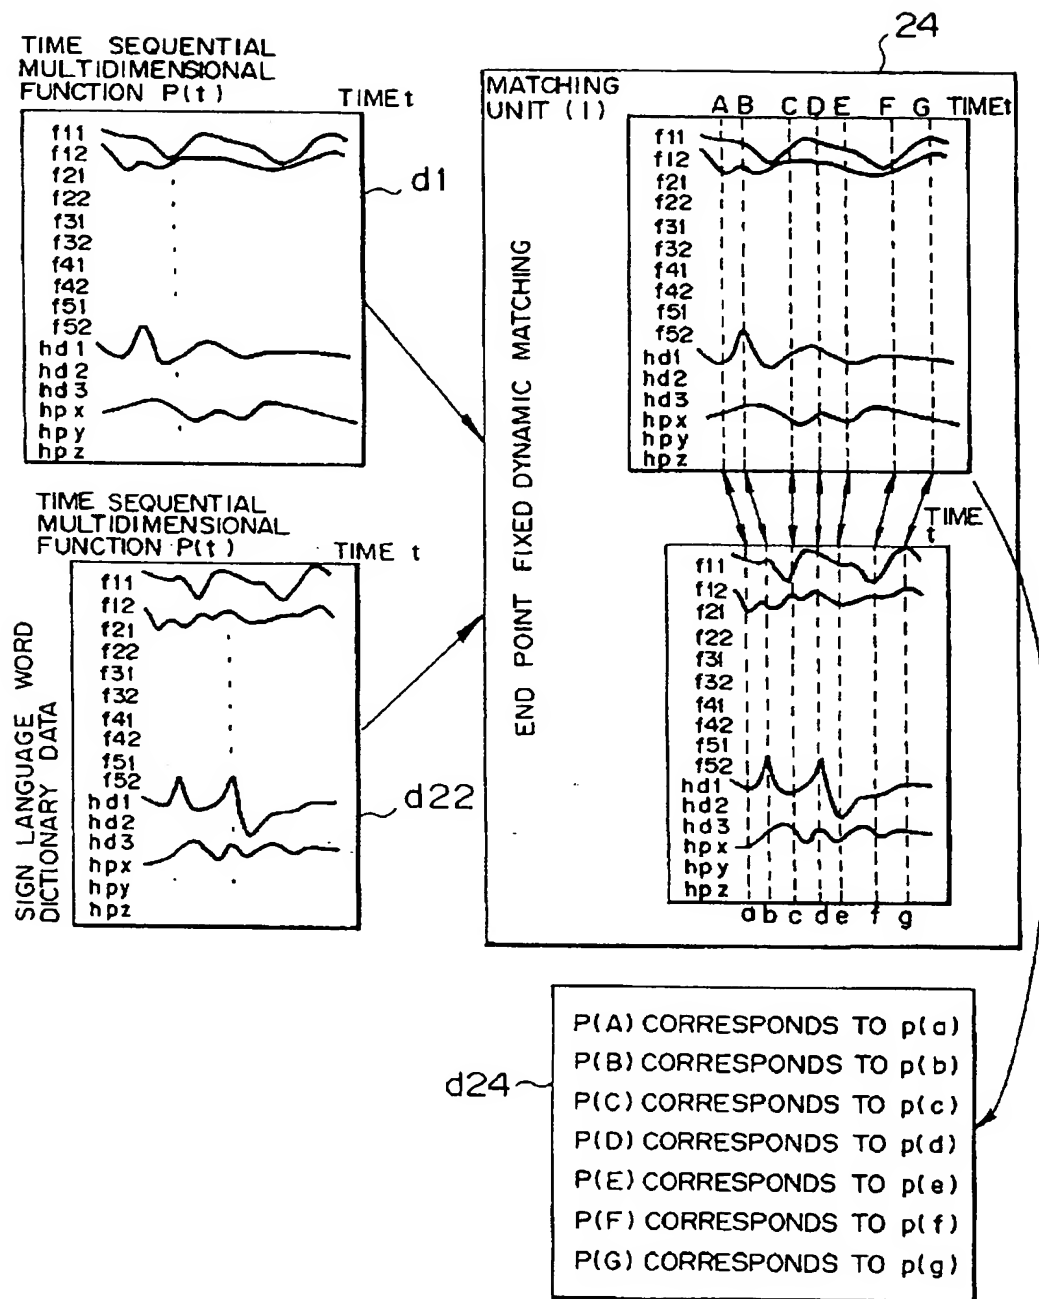 TIME SEQUENTIAL
MULTIDIMENSIONAL
FUNCTION P(t)
TIME t
f11
f12
f21
f22
f31
f32
f41
f42
f51
f52
hd1
hd2
hd3
hpx
hpy
hpz
d1
TIME SEQUENTIAL
MULTIDIMENSIONAL
FUNCTION P(t)
TIME t
SIGN LANGUAGE WORD
DICTIONARY DATA
f11
f12
f21
f22
f31
f32
f41
f42
f51
f52
hd1
hd2
hd3
hpx
hpy
hpz
d22
24
MATCHING
UNIT (1)
END POINT FIXED DYNAMIC MATCHING
A B C D E F G TIME t
f11
f12
f21
f22
f31
f32
f41
f42
f51
f52
hd1
hd2
hd3
hpx
hpy
hpz
TIME
t
f11
f12
f21
f22
f31
f32
f41
f42
f51
f52
hd1
hd2
hd3
hpx
hpy
hpz
a b c d e f g
d24
P(A) CORRESPONDS TO p(a)
P(B) CORRESPONDS TO p(b)
P(C) CORRESPONDS TO p(c)
P(D) CORRESPONDS TO p(d)
P(E) CORRESPONDS TO p(e)
P(F) CORRESPONDS TO p(f)
P(G) CORRESPONDS TO p(g)